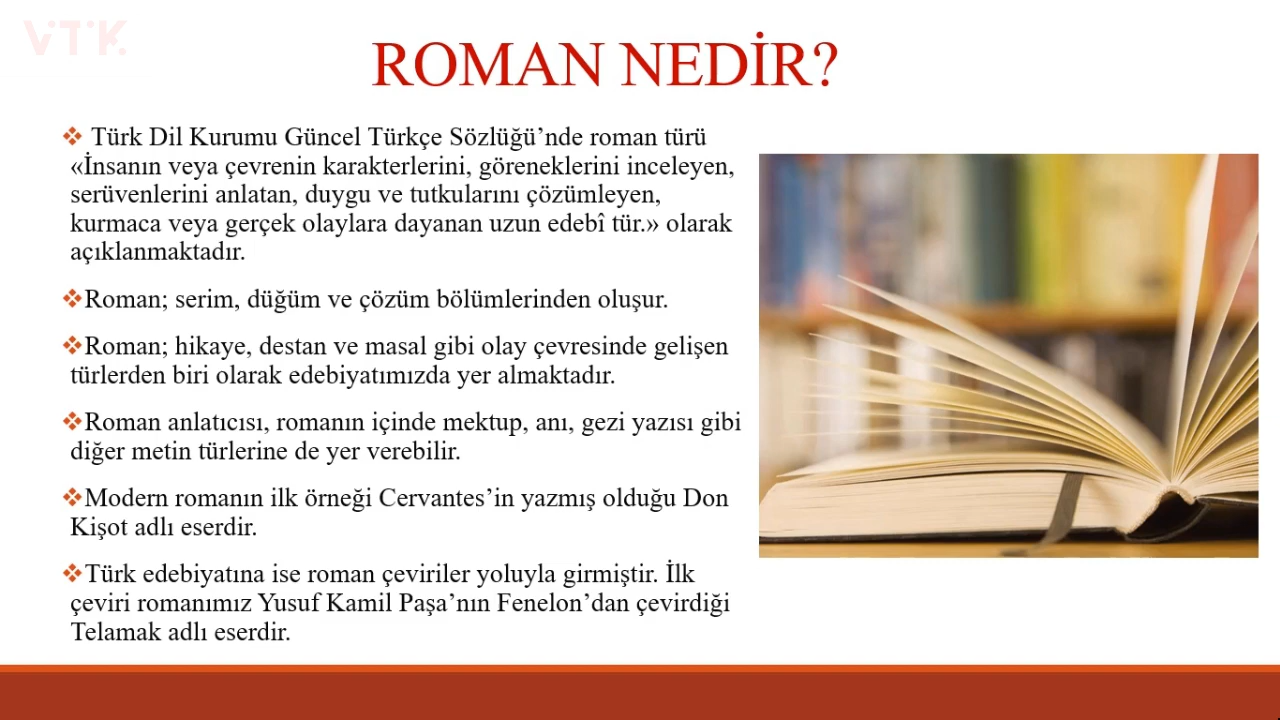 VİTİK
ROMAN NEDİR?
Türk Dil Kurumu Güncel Türkçe Sözlüğü’nde roman türü
«İnsanın veya çevrenin karakterlerini, göreneklerini inceleyen,
serüvenlerini anlatan, duygu ve tutkularını çözümleyen,
kurmaca veya gerçek olaylara dayanan uzun edebî tür.» olarak
açıklanmaktadır.
Roman; serim, düğüm ve çözüm bölümlerinden oluşur.
Roman; hikaye, destan ve masal gibi olay çevresinde gelişen
türlerden biri olarak edebiyatımızda yer almaktadır.
Roman anlatıcısı, romanın içinde mektup, anı, gezi yazısı gibi
diğer metin türlerine de yer verebilir.
Modern romanın ilk örneği Cervantes’in yazmış olduğu Don
Kişot adlı eserdir.
Türk edebiyatına ise roman çeviriler yoluyla girmiştir. İlk
çeviri romanımız Yusuf Kamil Paşa’nın Fenelon’dan çevirdiği
Telamak adlı eserdir.